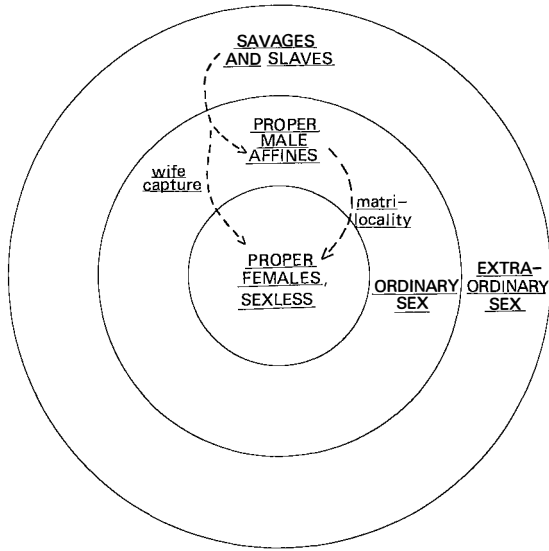 SAVAGES
AND SLAVES
PROPER
MALE
AFFINES
wife
capture
matri-
locality
PROPER
FEMALES,
SEXLESS
ORDINARY
SEX
EXTRA-
ORDINARY
SEX